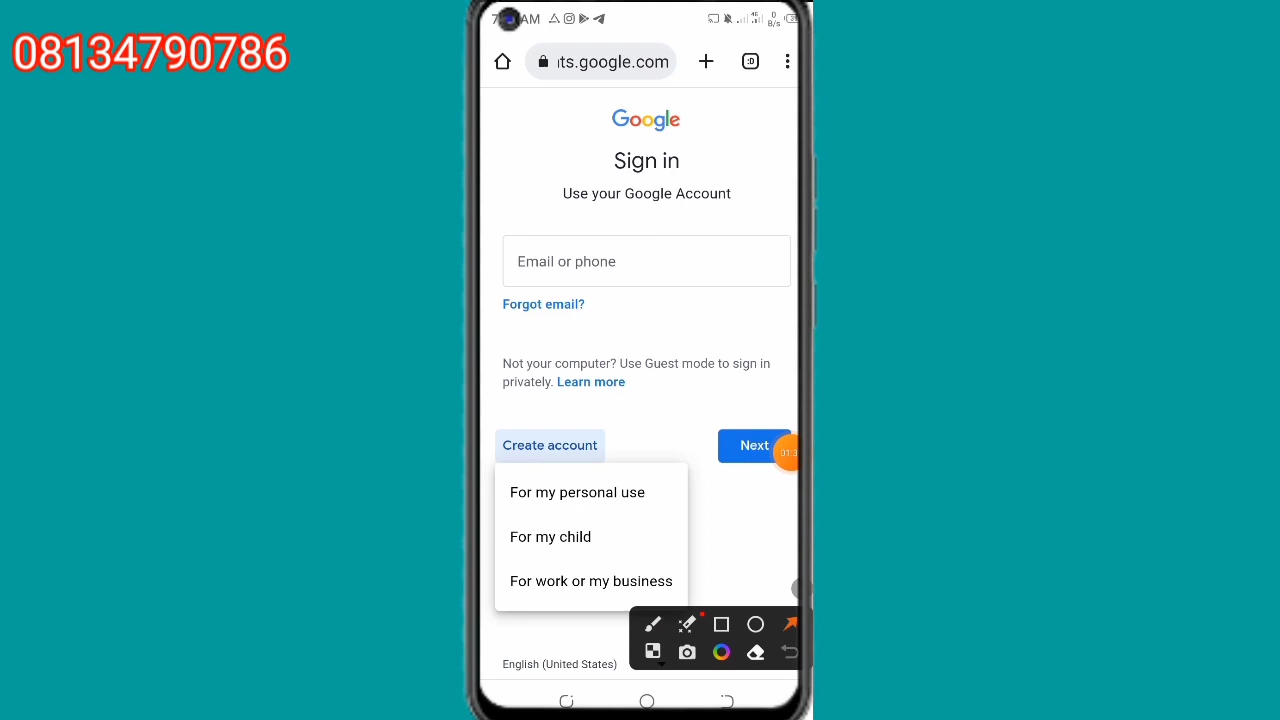 08134790786
AM
0
B/s
ts.google.com
:D
Google
Sign in
Use your Google Account
Email or phone
Forgot email?
Not your computer? Use Guest mode to sign in
privately. Learn more
Create account
Next
For my personal use
For my child
For work or my business
English (United States)